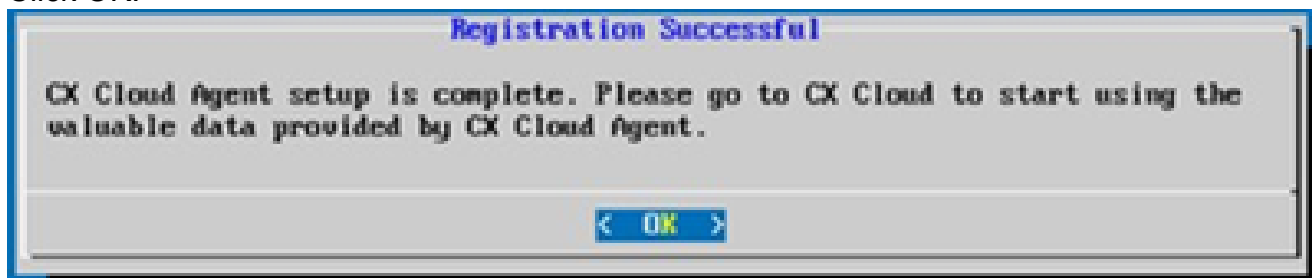 Registration Successful
CX Cloud Agent setup is complete. Please go to CX Cloud to start using the
valuable data provided by CX Cloud Agent.
< OK >